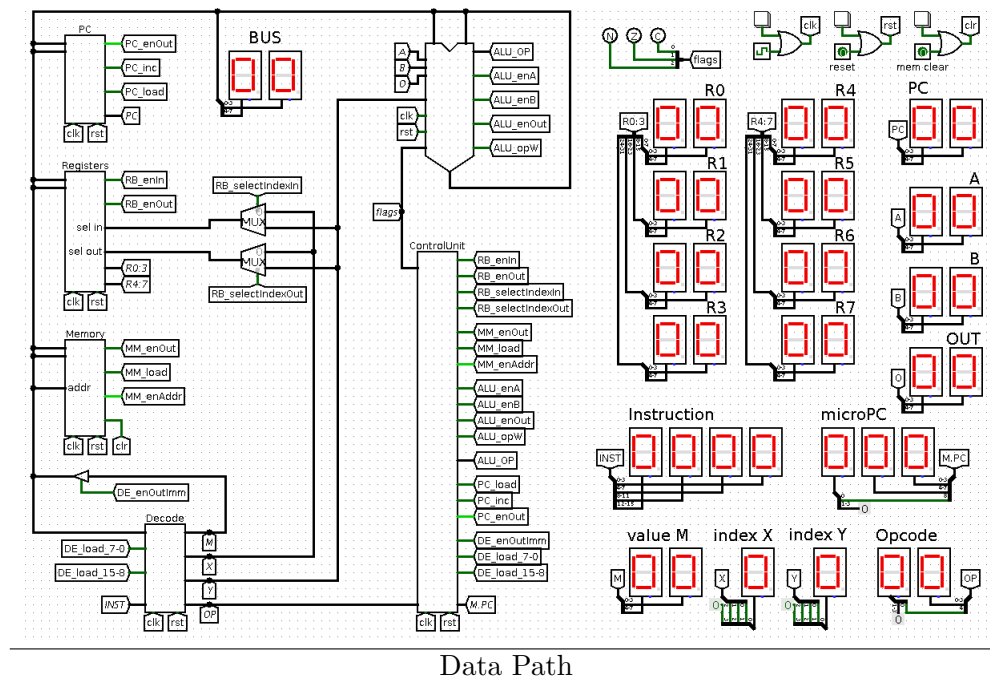 PC
PC_enOut
PC_inc
PC_load
PC
clk rst
BUS
A
B
O
clk
rst
ALU_OP
ALU_enA
ALU_enB
ALU_enOut
ALU_opW
flags
N Z C
flags
clk
rst
reset
clr
mem clear
Registers
RB_enIn
RB_enOut
sel in
sel out
R0:3
R4:7
clk rst
RB_selectIndexIn
MUX
MUX
RB_selectIndexOut
Memory
MM_enOut
MM_load
addr
MM_enAddr
clk rst clr
DE_enOutImm
Decode
DE_load_7-0
DE_load_15-8
INST
M
X
Y
OP
clk rst
ControlUnit
RB_enIn
RB_enOut
RB_selectIndexIn
RB_selectIndexOut
MM_enOut
MM_load
MM_enAddr
ALU_enA
ALU_enB
ALU_enOut
ALU_opW
ALU_OP
PC_load
PC_inc
PC_enOut
DE_enOutImm
DE_load_7-0
DE_load_15-8
M.PC
clk rst
R0
R0:3
R1
R2
R3
R4
R4:7
R5
R6
R7
PC
PC
A
A
B
B
OUT
O
Instruction
INST
microPC
M.PC
0
value M
M
index X
X
0
index Y
Y
0
Opcode
OP
0
Data Path